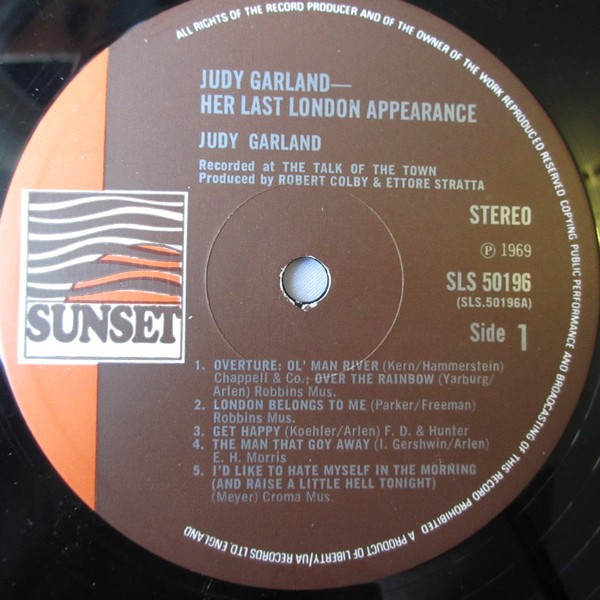 ALL RIGHTS OF THE RECORD PRODUCER AND OF THE OWNER OF THE WORK REPRODUCED RESERVED COPYING PUBLIC PERFORMANCE AND BROADCASTING OF THIS RECORD PROHIBITED A PRODUCT OF LIBERTY/UA RECORDS LTD. ENGLAND
JUDY GARLAND—
HER LAST LONDON APPEARANCE
JUDY GARLAND
Recorded at THE TALK OF THE TOWN
Produced by ROBERT COLBY & ETTORE STRATTA
STEREO
Ⓟ 1969
SLS 50196
(SLS.50196A)
Side 1
SUNSET
1. OVERTURE: OL' MAN RIVER (Kern/Hammerstein)
Chappell & Co.; OVER THE RAINBOW (Yarburg/
Arlen) Robbins Mus.
2. LONDON BELONGS TO ME (Parker/Freeman)
Robbins Mus.
3. GET HAPPY (Koehler/Arlen) F. D. & Hunter
4. THE MAN THAT GOY AWAY (I. Gershwin/Arlen)
E. H. Morris
5. I'D LIKE TO HATE MYSELF IN THE MORNING
(AND RAISE A LITTLE HELL TONIGHT)
(Meyer) Croma Mus.